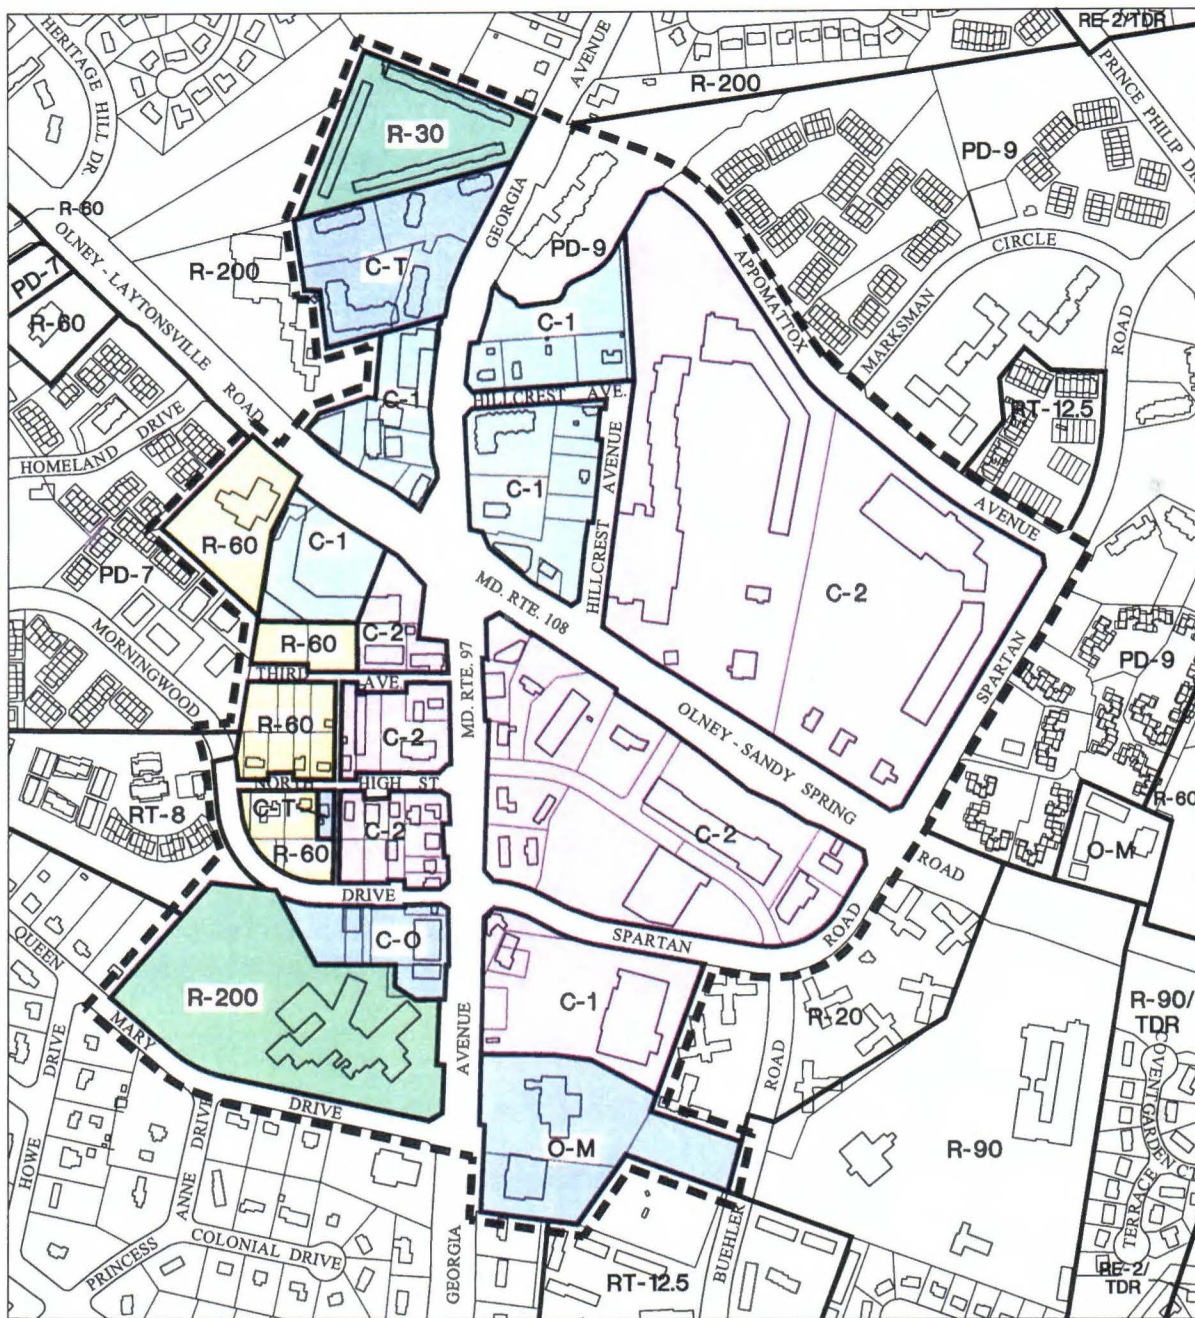 RE-2/TDR
HERITAGE HILL DR.
AVENUE
R-200
PRINCE PHILIP DR
R-30
PD-9
R-60
GEORGIA
OLNEY - LAYTONSVILLE
ROAD
PD-9
APPOMATTOX
AVENUE
CIRCLE
MARKSMAN
ROAD
PD-7
R-200
C-T
R-60
C-1
HILLCREST AVE.
C-1
RT-12.5
HOMELAND DRIVE
C-1
HILLCREST AVENUE
R-60
C-1
PD-7
MD. RTE. 108
C-2
MORNINGWOOD
R-60
C-2
MD. RTE. 97
SPARTAN
PD-9
THIRD AVE.
R-60
C-2
OLNEY - SANDY SPRING
ROAD
NORTH HIGH ST
C-T
R-60
C-2
C-2
RT-8
R-60
O-M
DRIVE
SPARTAN
ROAD
QUEEN
MARY
DRIVE
C-O
R-200
AVENUE
C-1
R-20
ROAD
R-90/
TDR
DRIVE
HOWE
ANNE DRIVE
O-M
R-90
COVENT GARDEN
TERRACE
PRINCESS
COLONIAL DRIVE
GEORGIA
RT-12.5
BUEHLER
RE-2/
TDR